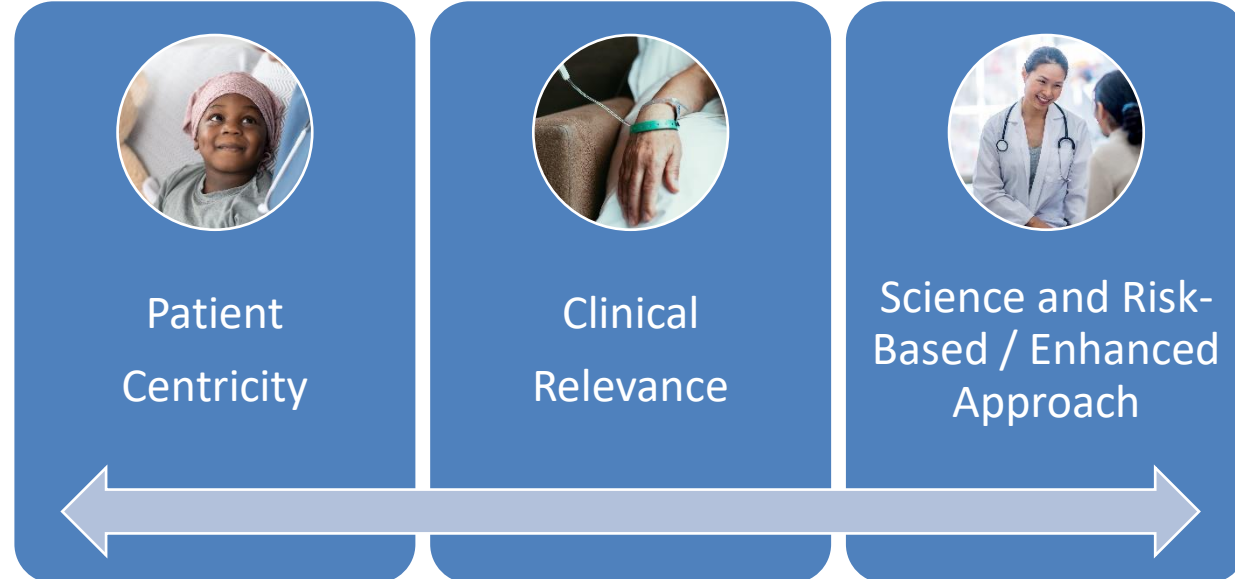 Patient
Centricity
Clinical
Relevance
Science and Risk-
Based / Enhanced
Approach